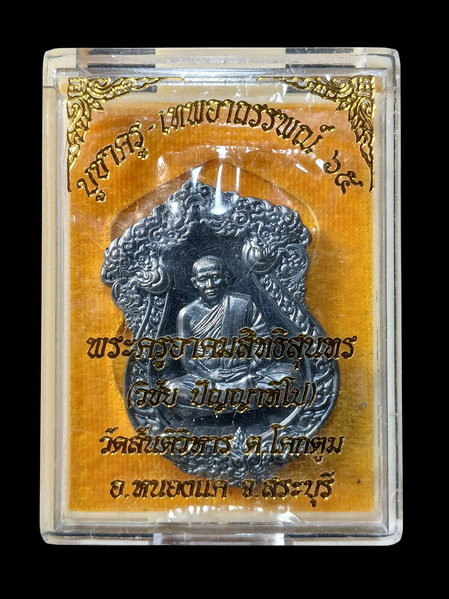 บูชาครู-เทพอาถรรพณ์ ๖๕
พระครูอาคมสิทธิสุนทร
(วิชัย ปัญญาทีโป)
วัดสันติวิหาร ต.โคกตูม
อ.หนองแค จ.สระบุรี